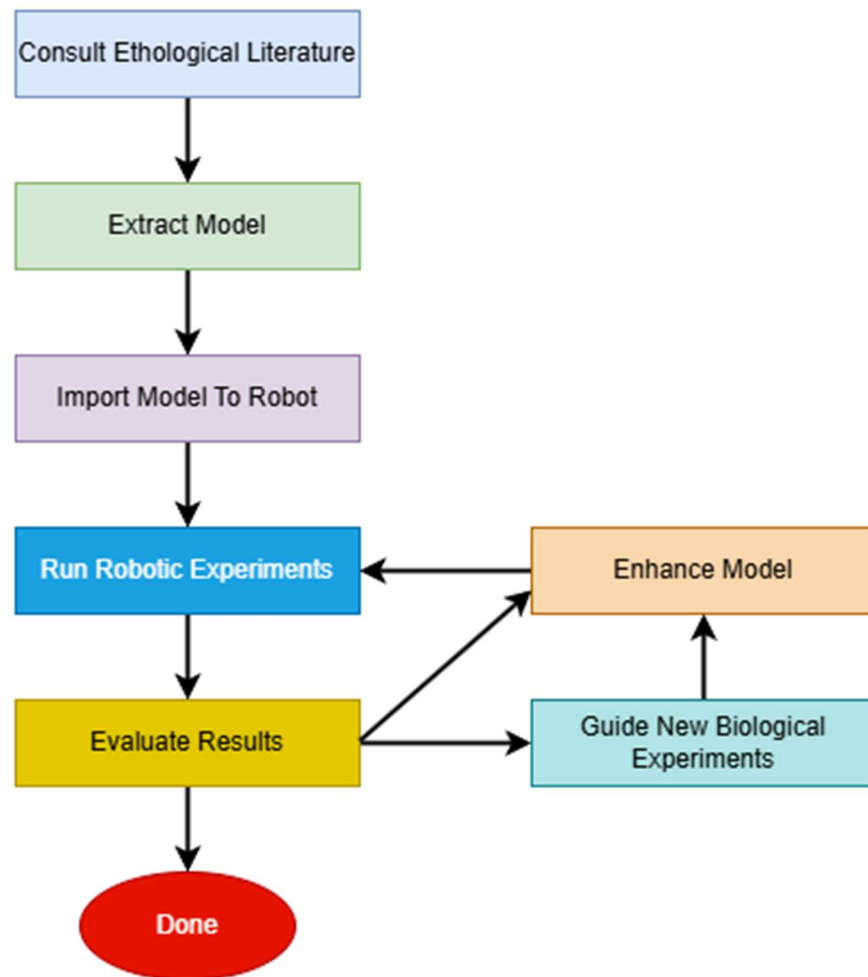 Consult Ethological Literature
Extract Model
Import Model To Robot
Run Robotic Experiments
Enhance Model
Evaluate Results
Guide New Biological
Experiments
Done